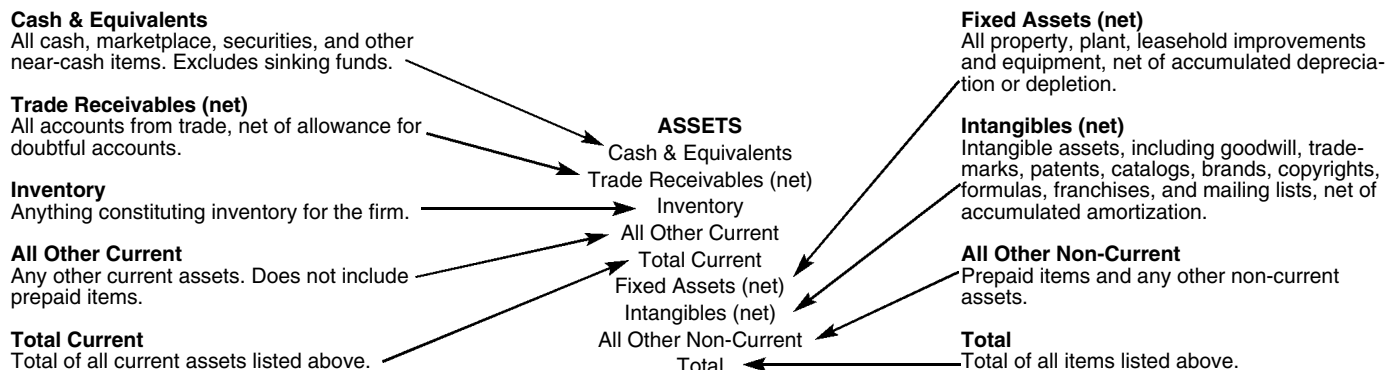 Cash & Equivalents
All cash, marketplace, securities, and other
near-cash items. Excludes sinking funds.
Trade Receivables (net)
All accounts from trade, net of allowance for
doubtful accounts.
Inventory
Anything constituting inventory for the firm.
All Other Current
Any other current assets. Does not include
prepaid items.
Total Current
Total of all current assets listed above.
ASSETS
Cash & Equivalents
Trade Receivables (net)
Inventory
All Other Current
Total Current
Fixed Assets (net)
Intangibles (net)
All Other Non-Current
Total
Fixed Assets (net)
All property, plant, leasehold improvements
and equipment, net of accumulated deprecia-
tion or depletion.
Intangibles (net)
Intangible assets, including goodwill, trade-
marks, patents, catalogs, brands, copyrights,
formulas, franchises, and mailing lists, net of
accumulated amortization.
All Other Non-Current
Prepaid items and any other non-current
assets.
Total
Total of all items listed above.